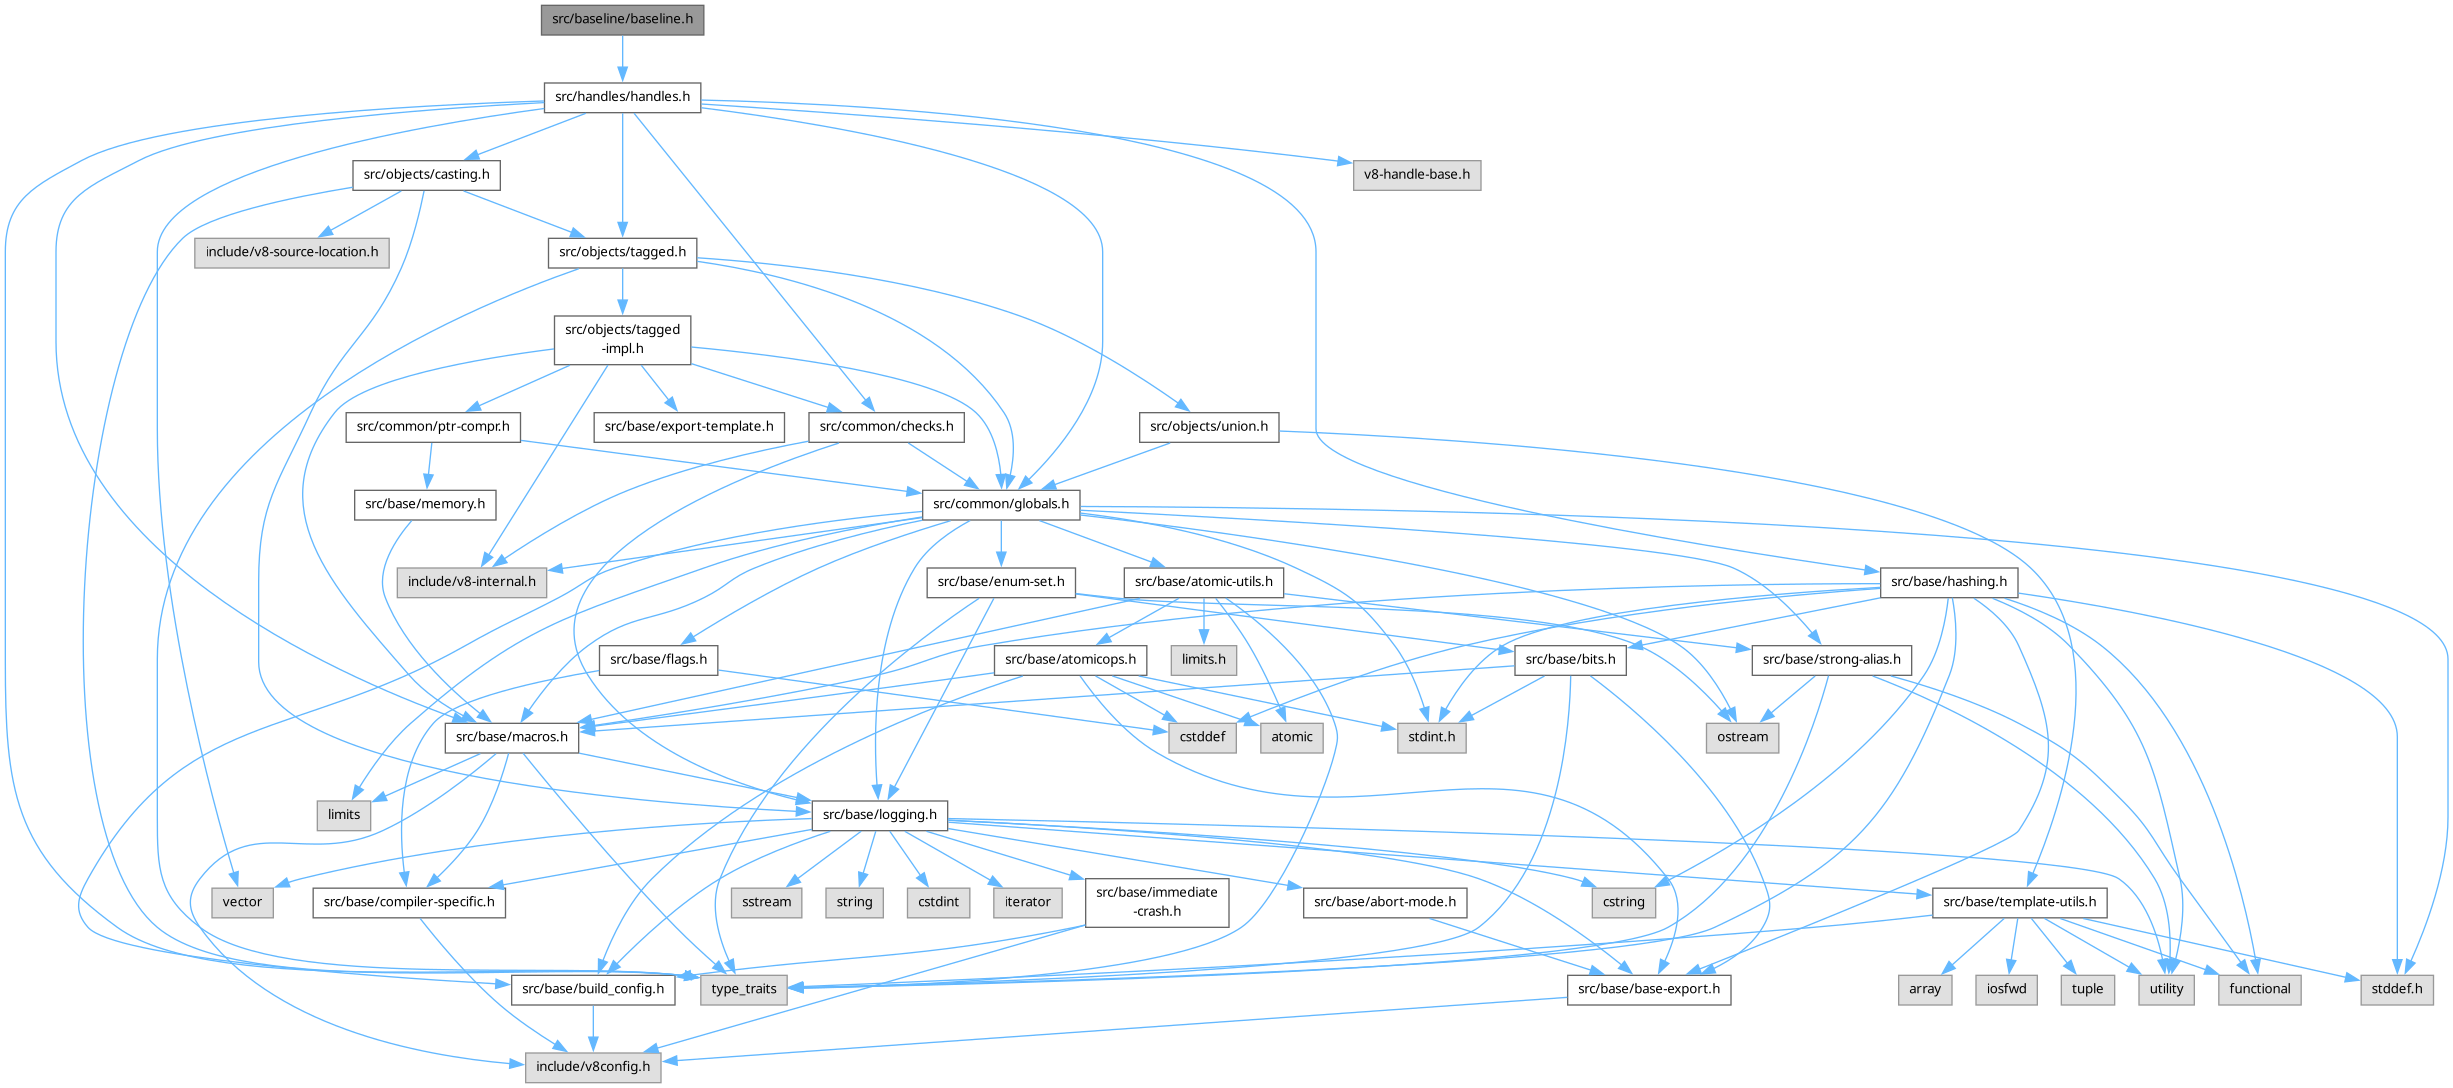 src/baseline/baseline.h
src/handles/handles.h
src/objects/casting.h
v8-handle-base.h
include/v8-source-location.h
src/objects/tagged.h
src/objects/tagged
-impl.h
src/common/ptr-compr.h
src/base/export-template.h
src/common/checks.h
src/objects/union.h
src/base/memory.h
src/common/globals.h
include/v8-internal.h
src/base/enum-set.h
src/base/atomic-utils.h
src/base/hashing.h
src/base/flags.h
src/base/atomicops.h
limits.h
src/base/bits.h
src/base/strong-alias.h
src/base/macros.h
cstddef
atomic
stdint.h
ostream
limits
src/base/logging.h
vector
src/base/compiler-specific.h
sstream
string
cstdint
iterator
src/base/immediate
-crash.h
src/base/abort-mode.h
cstring
src/base/template-utils.h
src/base/build_config.h
type_traits
src/base/base-export.h
array
iosfwd
tuple
utility
functional
stddef.h
include/v8config.h